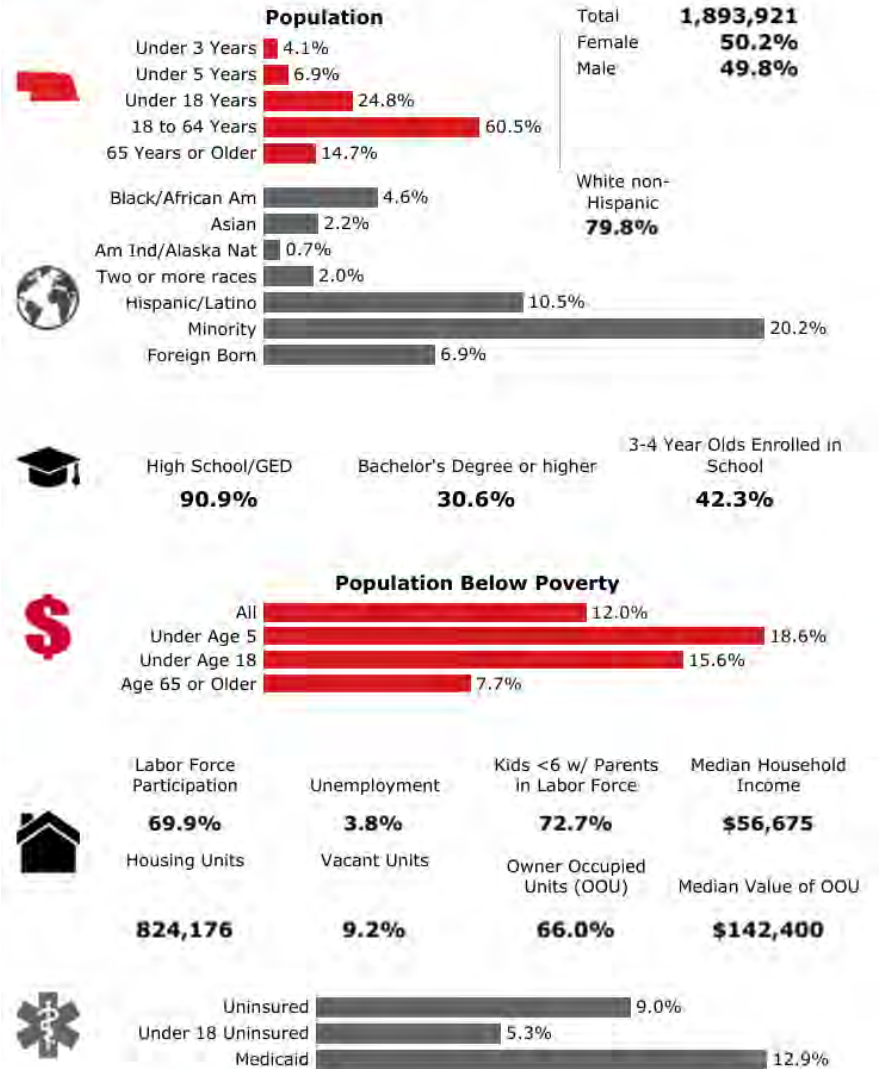 Population
Total 1,893,921
Under 3 Years 4.1%
Female 50.2%
Under 5 Years 6.9%
Male 49.8%
Under 18 Years 24.8%
18 to 64 Years 60.5%
65 Years or Older 14.7%
White non-
Hispanic
79.8%
Black/African Am 4.6%
Asian 2.2%
Am Ind/Alaska Nat 0.7%
Two or more races 2.0%
Hispanic/Latino 10.5%
Minority 20.2%
Foreign Born 6.9%
High School/GED
90.9%
Bachelor's Degree or higher
30.6%
3-4 Year Olds Enrolled in
School
42.3%
$
Population Below Poverty
All 12.0%
Under Age 5 18.6%
Under Age 18 15.6%
Age 65 or Older 7.7%
Labor Force
Participation
69.9%
Unemployment
3.8%
Kids <6 w/ Parents
in Labor Force
72.7%
Median Household
Income
$56,675
Housing Units
824,176
Vacant Units
9.2%
Owner Occupied
Units (OOU)
66.0%
Median Value of OOU
$142,400
Uninsured 9.0%
Under 18 Uninsured 5.3%
Medicaid 12.9%